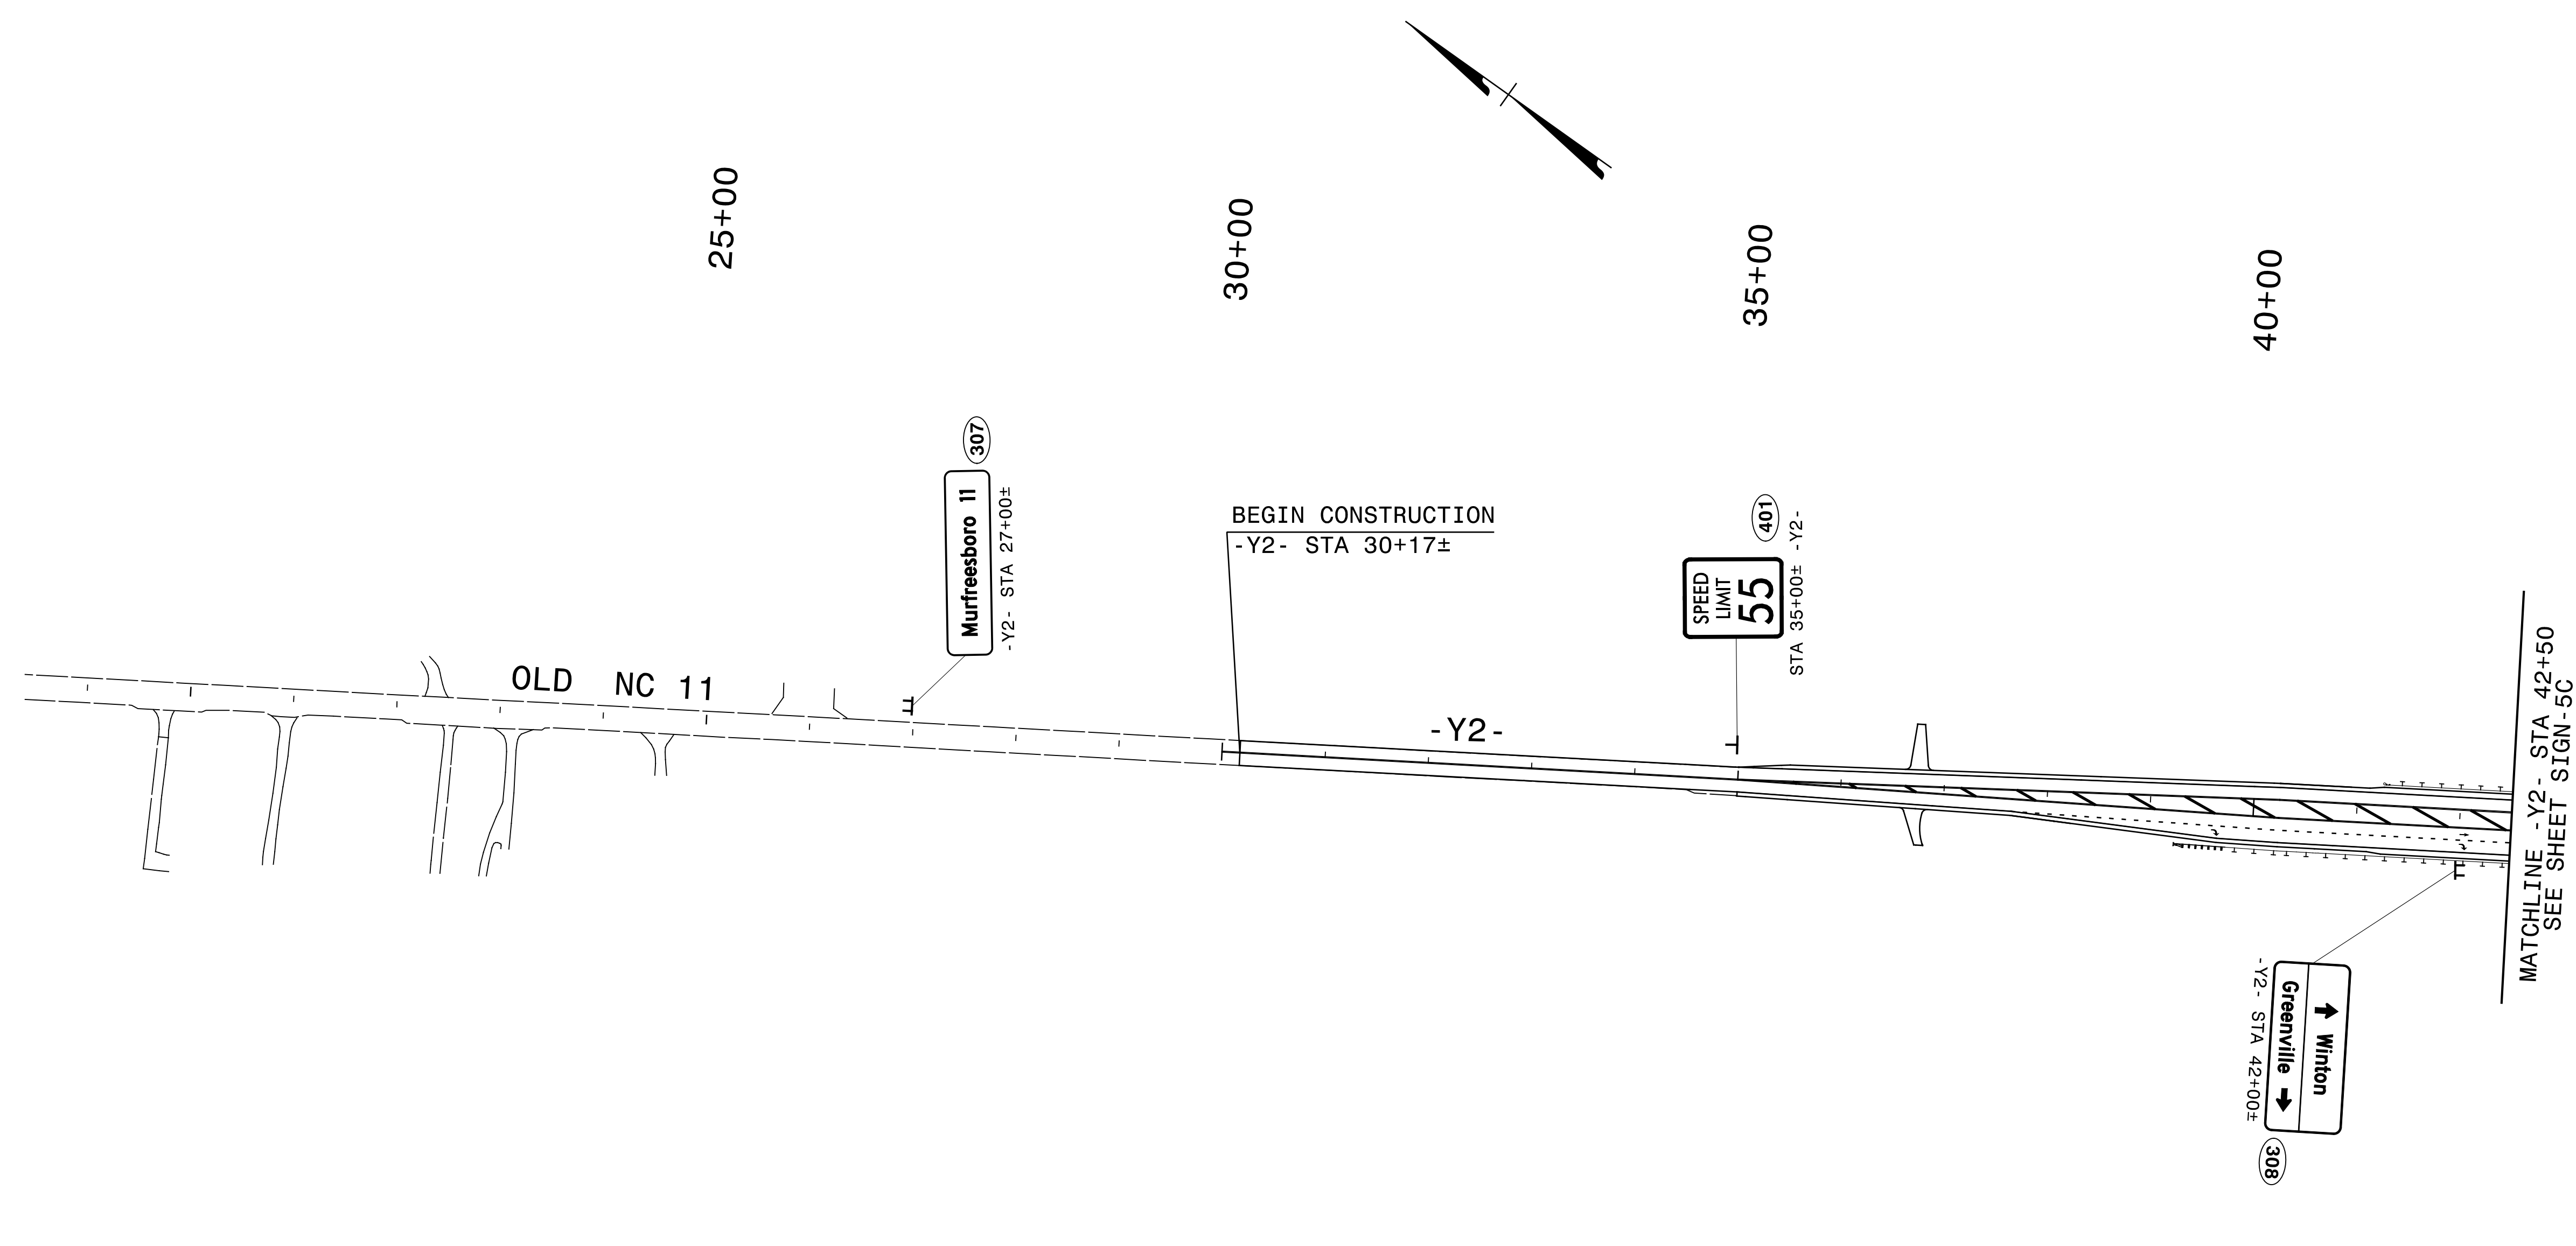 25+00
30+00
35+00
40+00
307
Murfreesboro 11
-Y2- STA 27+00±
BEGIN CONSTRUCTION
-Y2- STA 30+17±
401
SPEED
LIMIT
55
STA 35+00± -Y2-
OLD NC 11
-Y2-
MATCHLINE -Y2- STA 42+50
SEE SHEET SIGN-5C
Winton
Greenville
-Y2- STA 42+00±
308